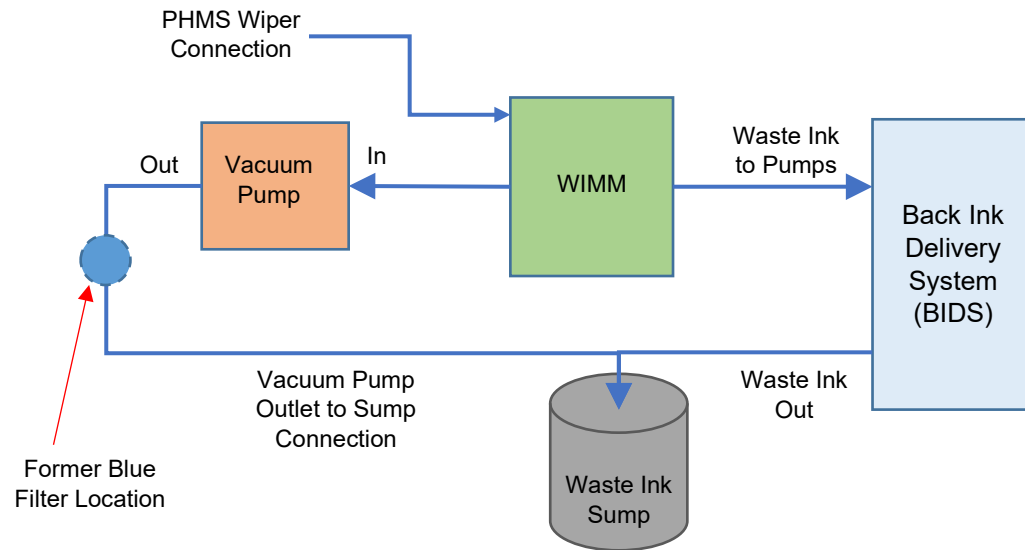 PHMS Wiper
Connection
Out
Vacuum
Pump
In
WIMM
Waste Ink
to Pumps
Back Ink
Delivery
System
(BIDS)
Vacuum Pump
Outlet to Sump
Connection
Waste Ink
Out
Former Blue
Filter Location
Waste Ink
Sump